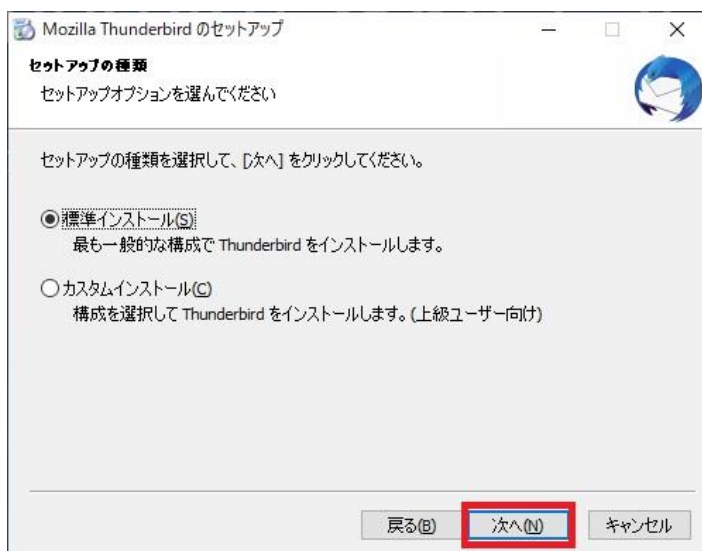 Mozilla Thunderbird のセットアップ
セットアップの種類
セットアップオプションを選んでください
セットアップの種類を選択して、[次へ] をクリックしてください。
標準インストール(S)
最も一般的な構成で Thunderbird をインストールします。
カスタムインストール(C)
構成を選択して Thunderbird をインストールします。(上級ユーザー向け)
戻る(B) 次へ(N) キャンセル